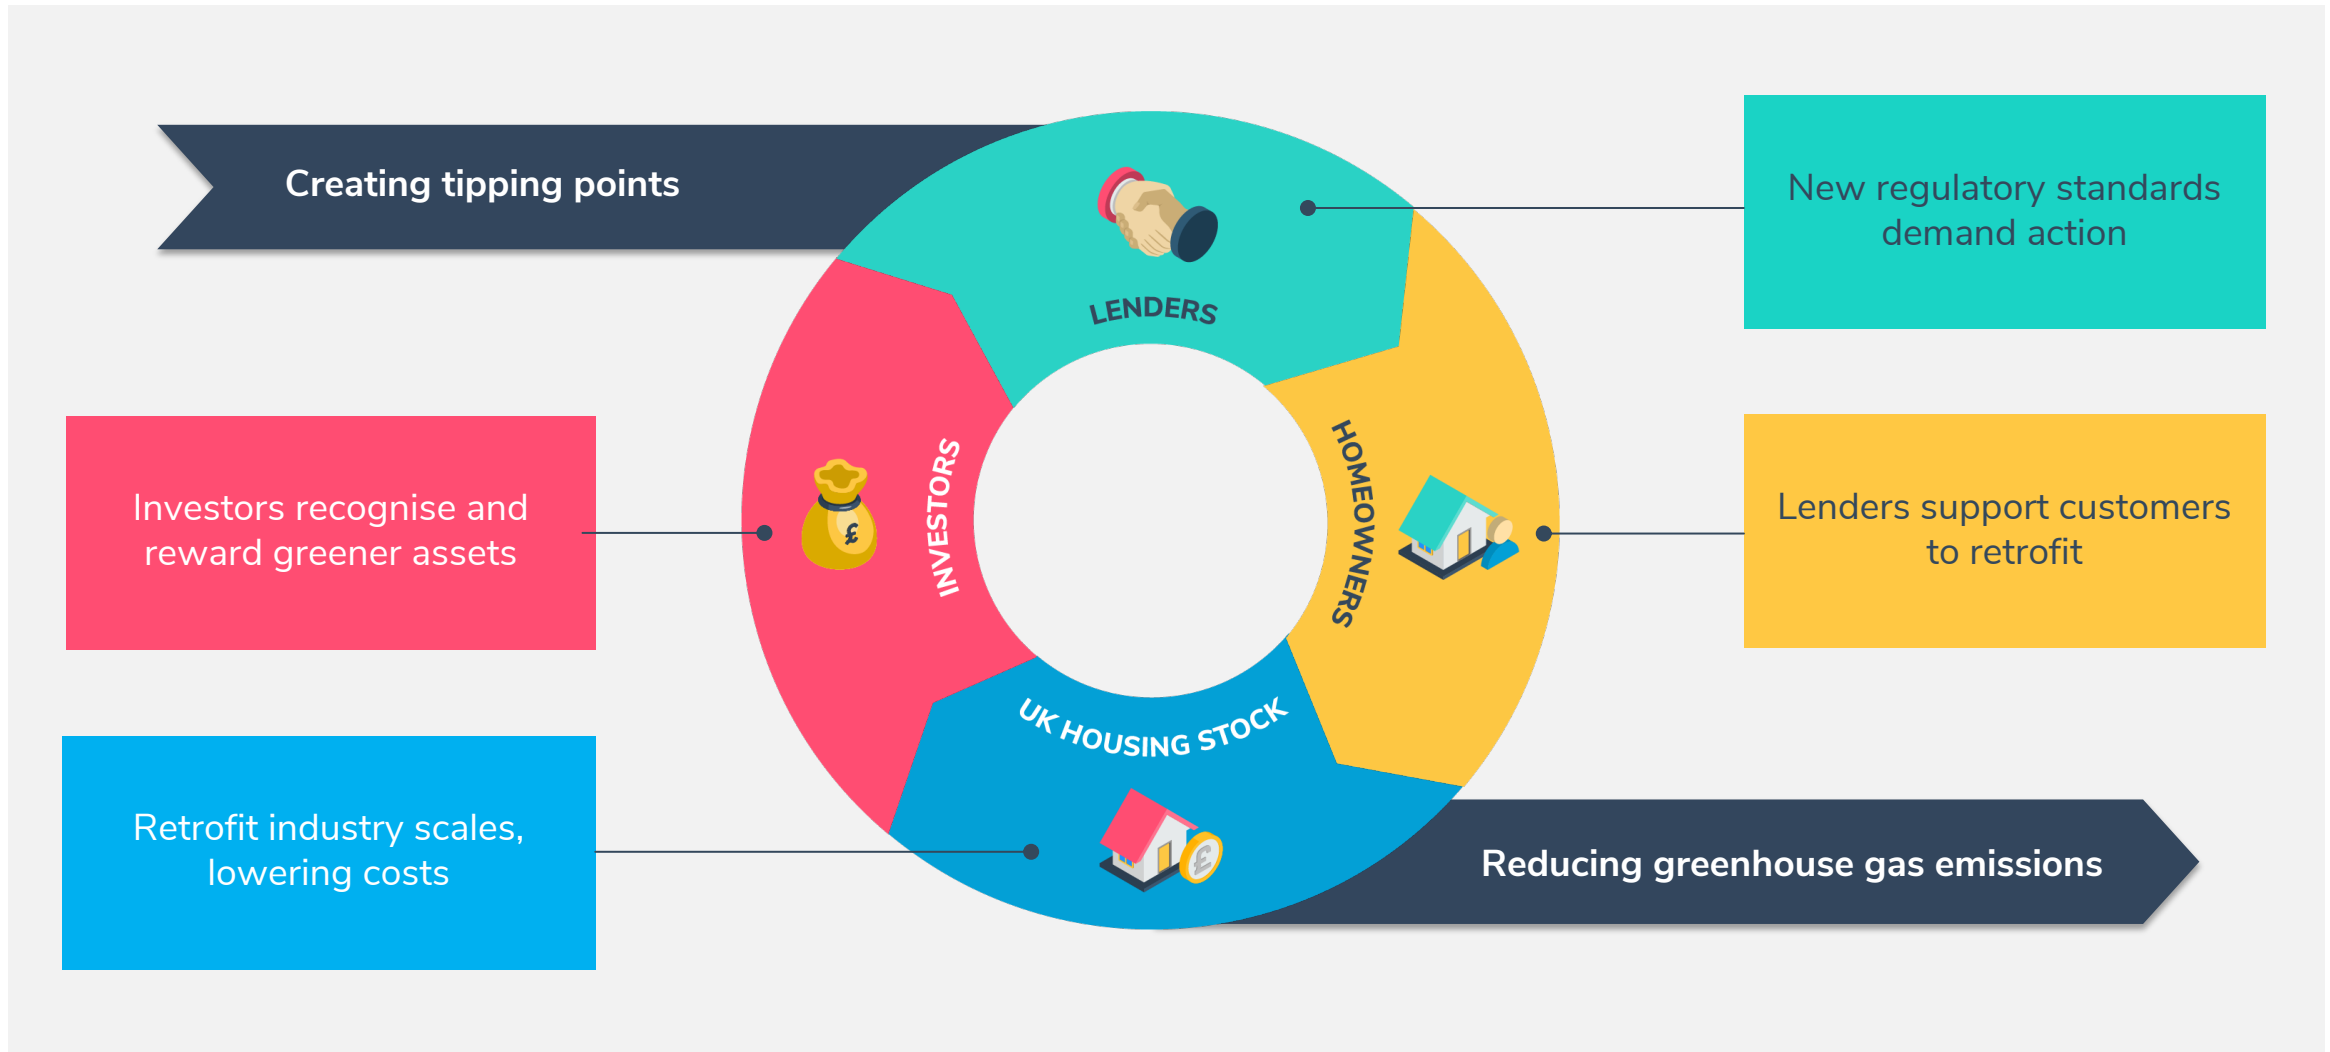 Creating tipping points
New regulatory standards
demand action
LENDERS
Investors recognise and
reward greener assets
£
INVESTORS
HOMEOWNERS
Lenders support customers
to retrofit
UK HOUSING STOCK
£
Retrofit industry scales,
lowering costs
Reducing greenhouse gas emissions